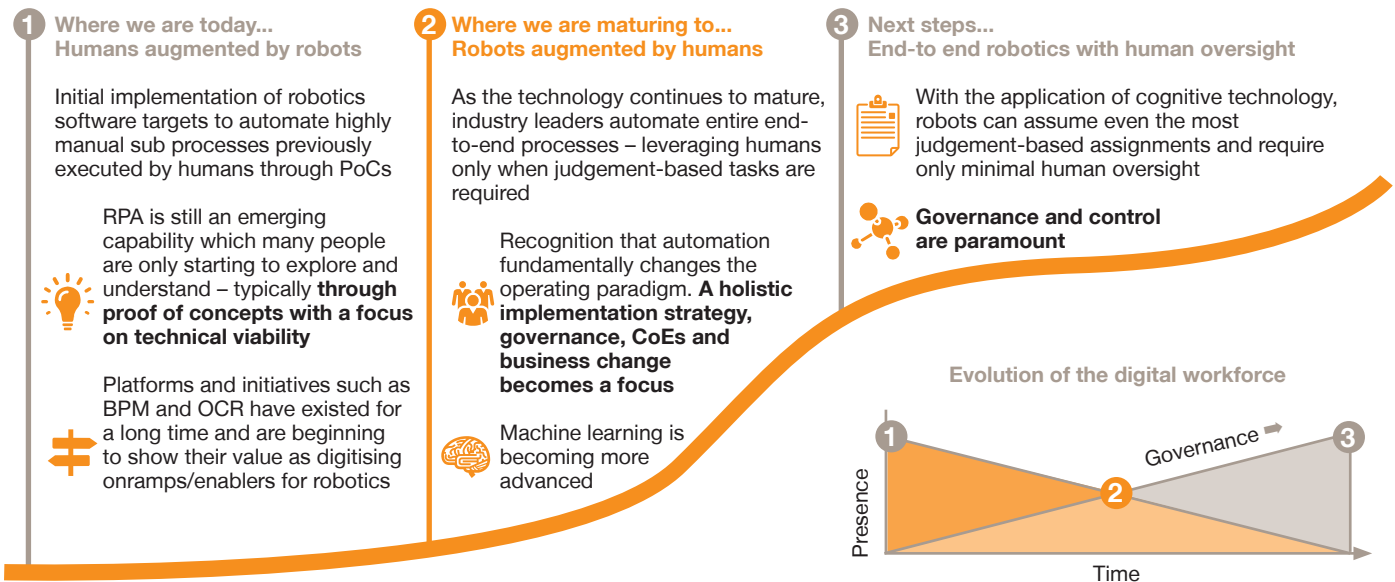 1
Where we are today...
Humans augmented by robots
Initial implementation of robotics
software targets to automate highly
manual sub processes previously
executed by humans through PoCs
RPA is still an emerging
capability which many people
are only starting to explore and
understand – typically through
proof of concepts with a focus
on technical viability
Platforms and initiatives such as
BPM and OCR have existed for
a long time and are beginning
to show their value as digitising
onramps/enablers for robotics
2
Where we are maturing to...
Robots augmented by humans
As the technology continues to mature,
industry leaders automate entire end-
to-end processes – leveraging humans
only when judgement-based tasks are
required
Recognition that automation
fundamentally changes the
operating paradigm. A holistic
implementation strategy,
governance, CoEs and
business change
becomes a focus
Machine learning is
becoming more
advanced
3
Next steps...
End-to end robotics with human oversight
With the application of cognitive technology,
robots can assume even the most
judgement-based assignments and require
only minimal human oversight
Governance and control
are paramount
Evolution of the digital workforce
1
2
3
Governance
Presence
Time